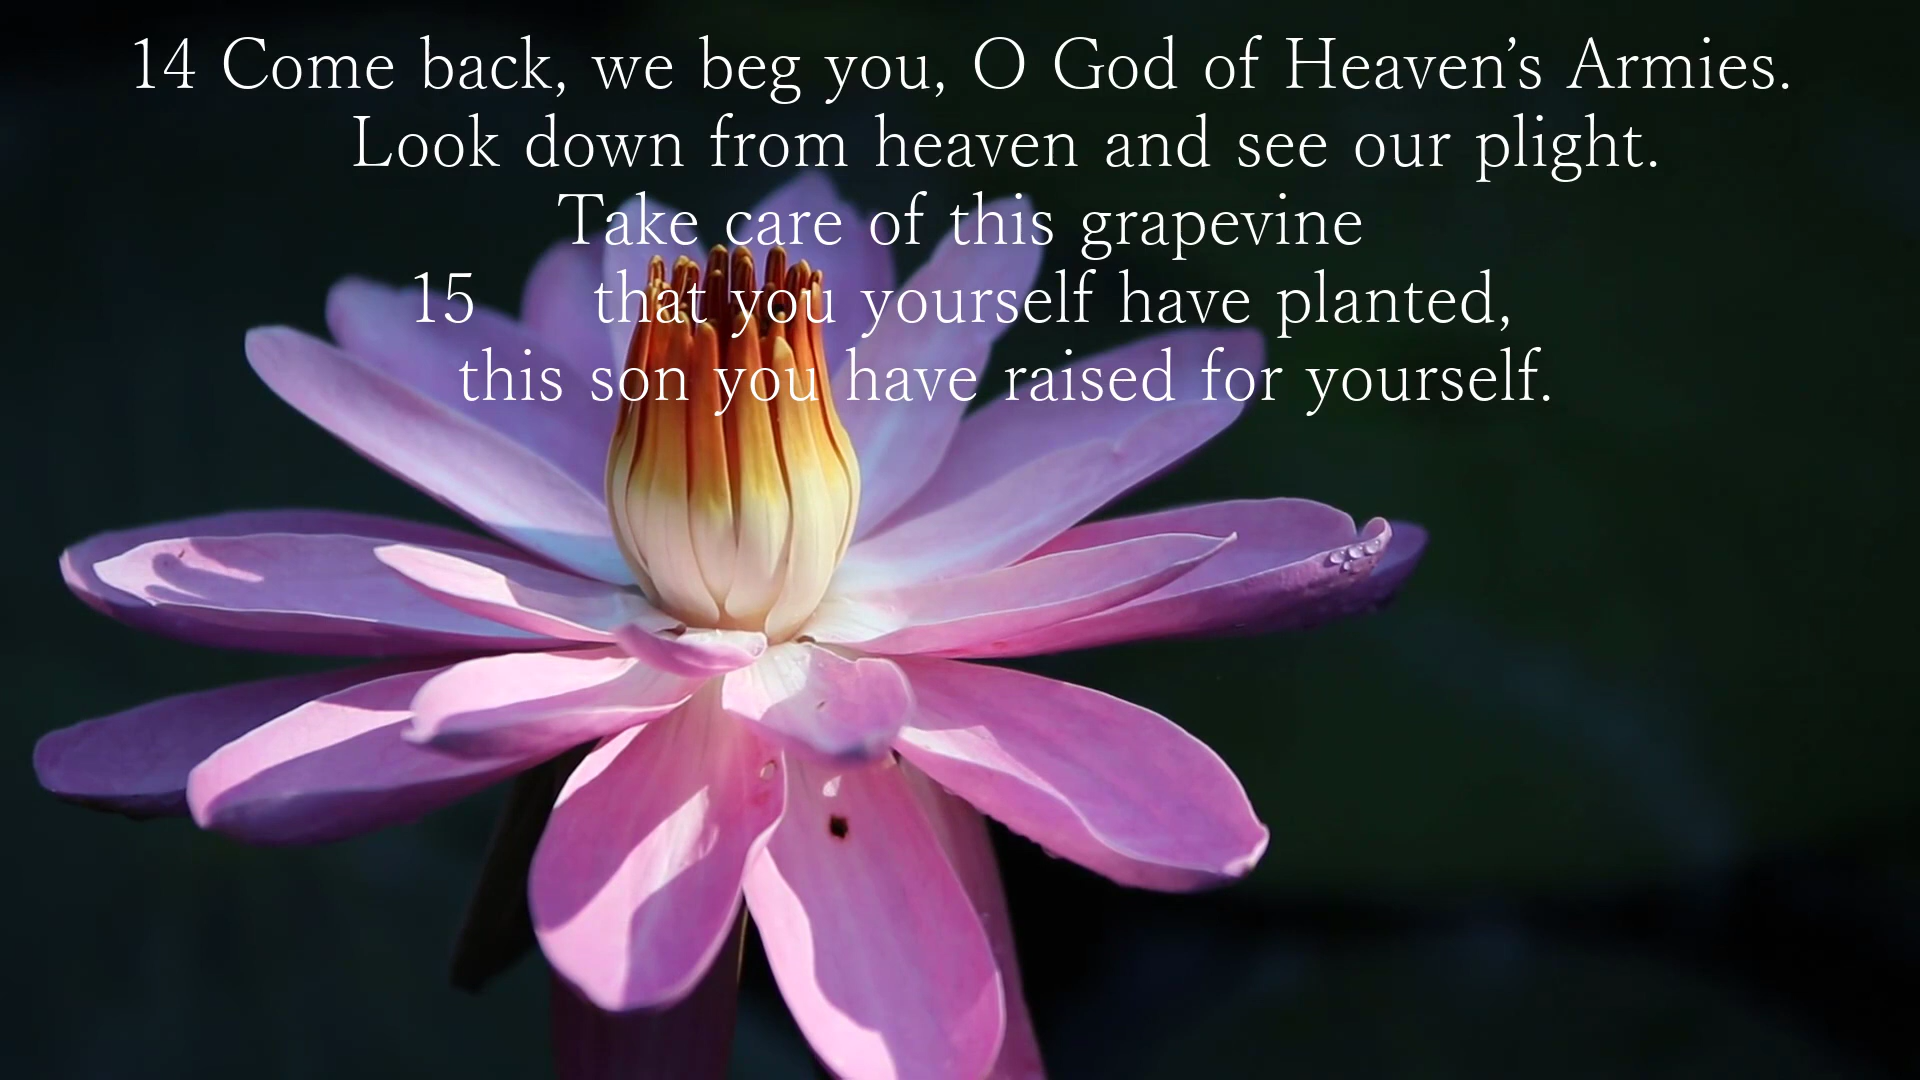 14 Come back, we beg you, O God of Heaven’s Armies.
Look down from heaven and see our plight.
Take care of this grapevine
15 that you yourself have planted,
this son you have raised for yourself.